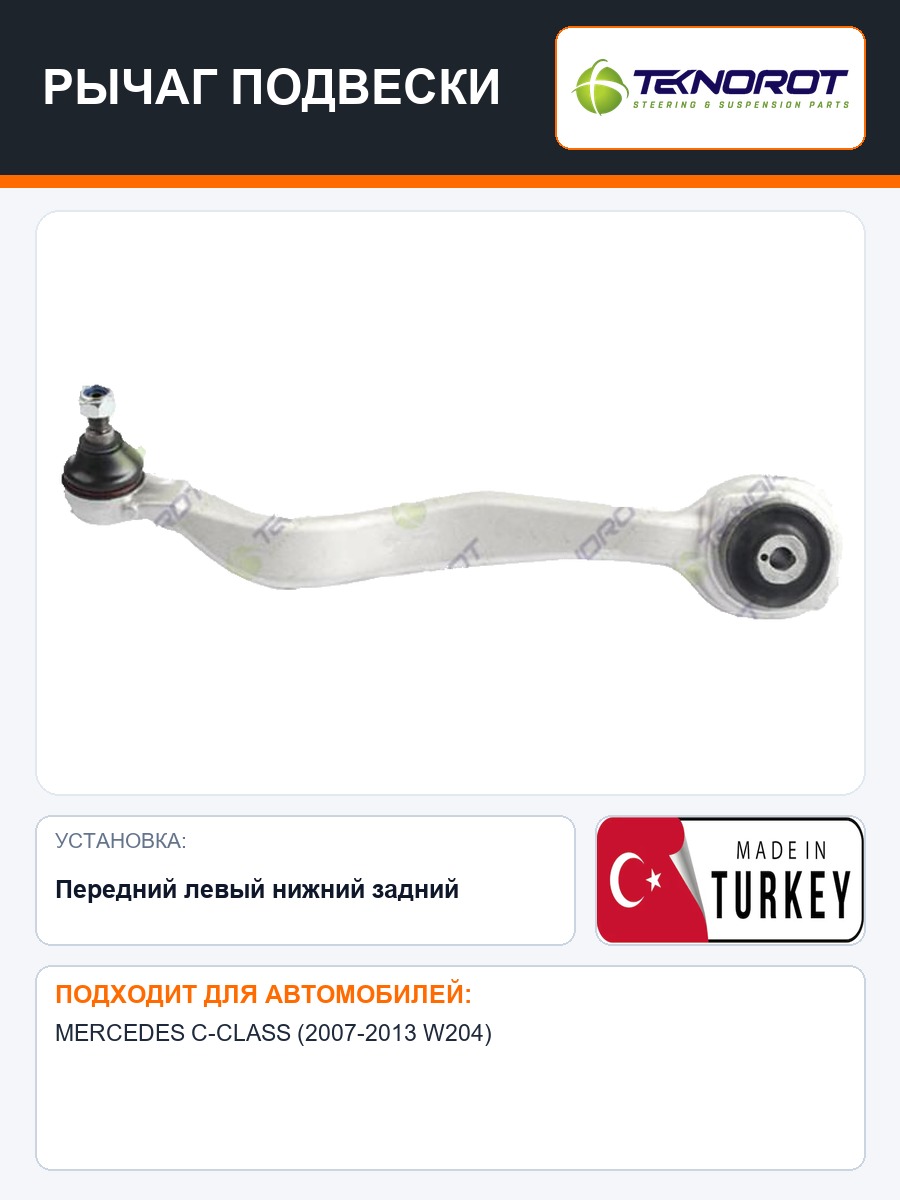 РЫЧАГ ПОДВЕСКИ
TEKNOROT
STEERING & SUSPENSION PARTS
УСТАНОВКА:
Передний левый нижний задний
MADE IN
TURKEY
ПОДХОДИТ ДЛЯ АВТОМОБИЛЕЙ:
MERCEDES C-CLASS (2007-2013 W204)